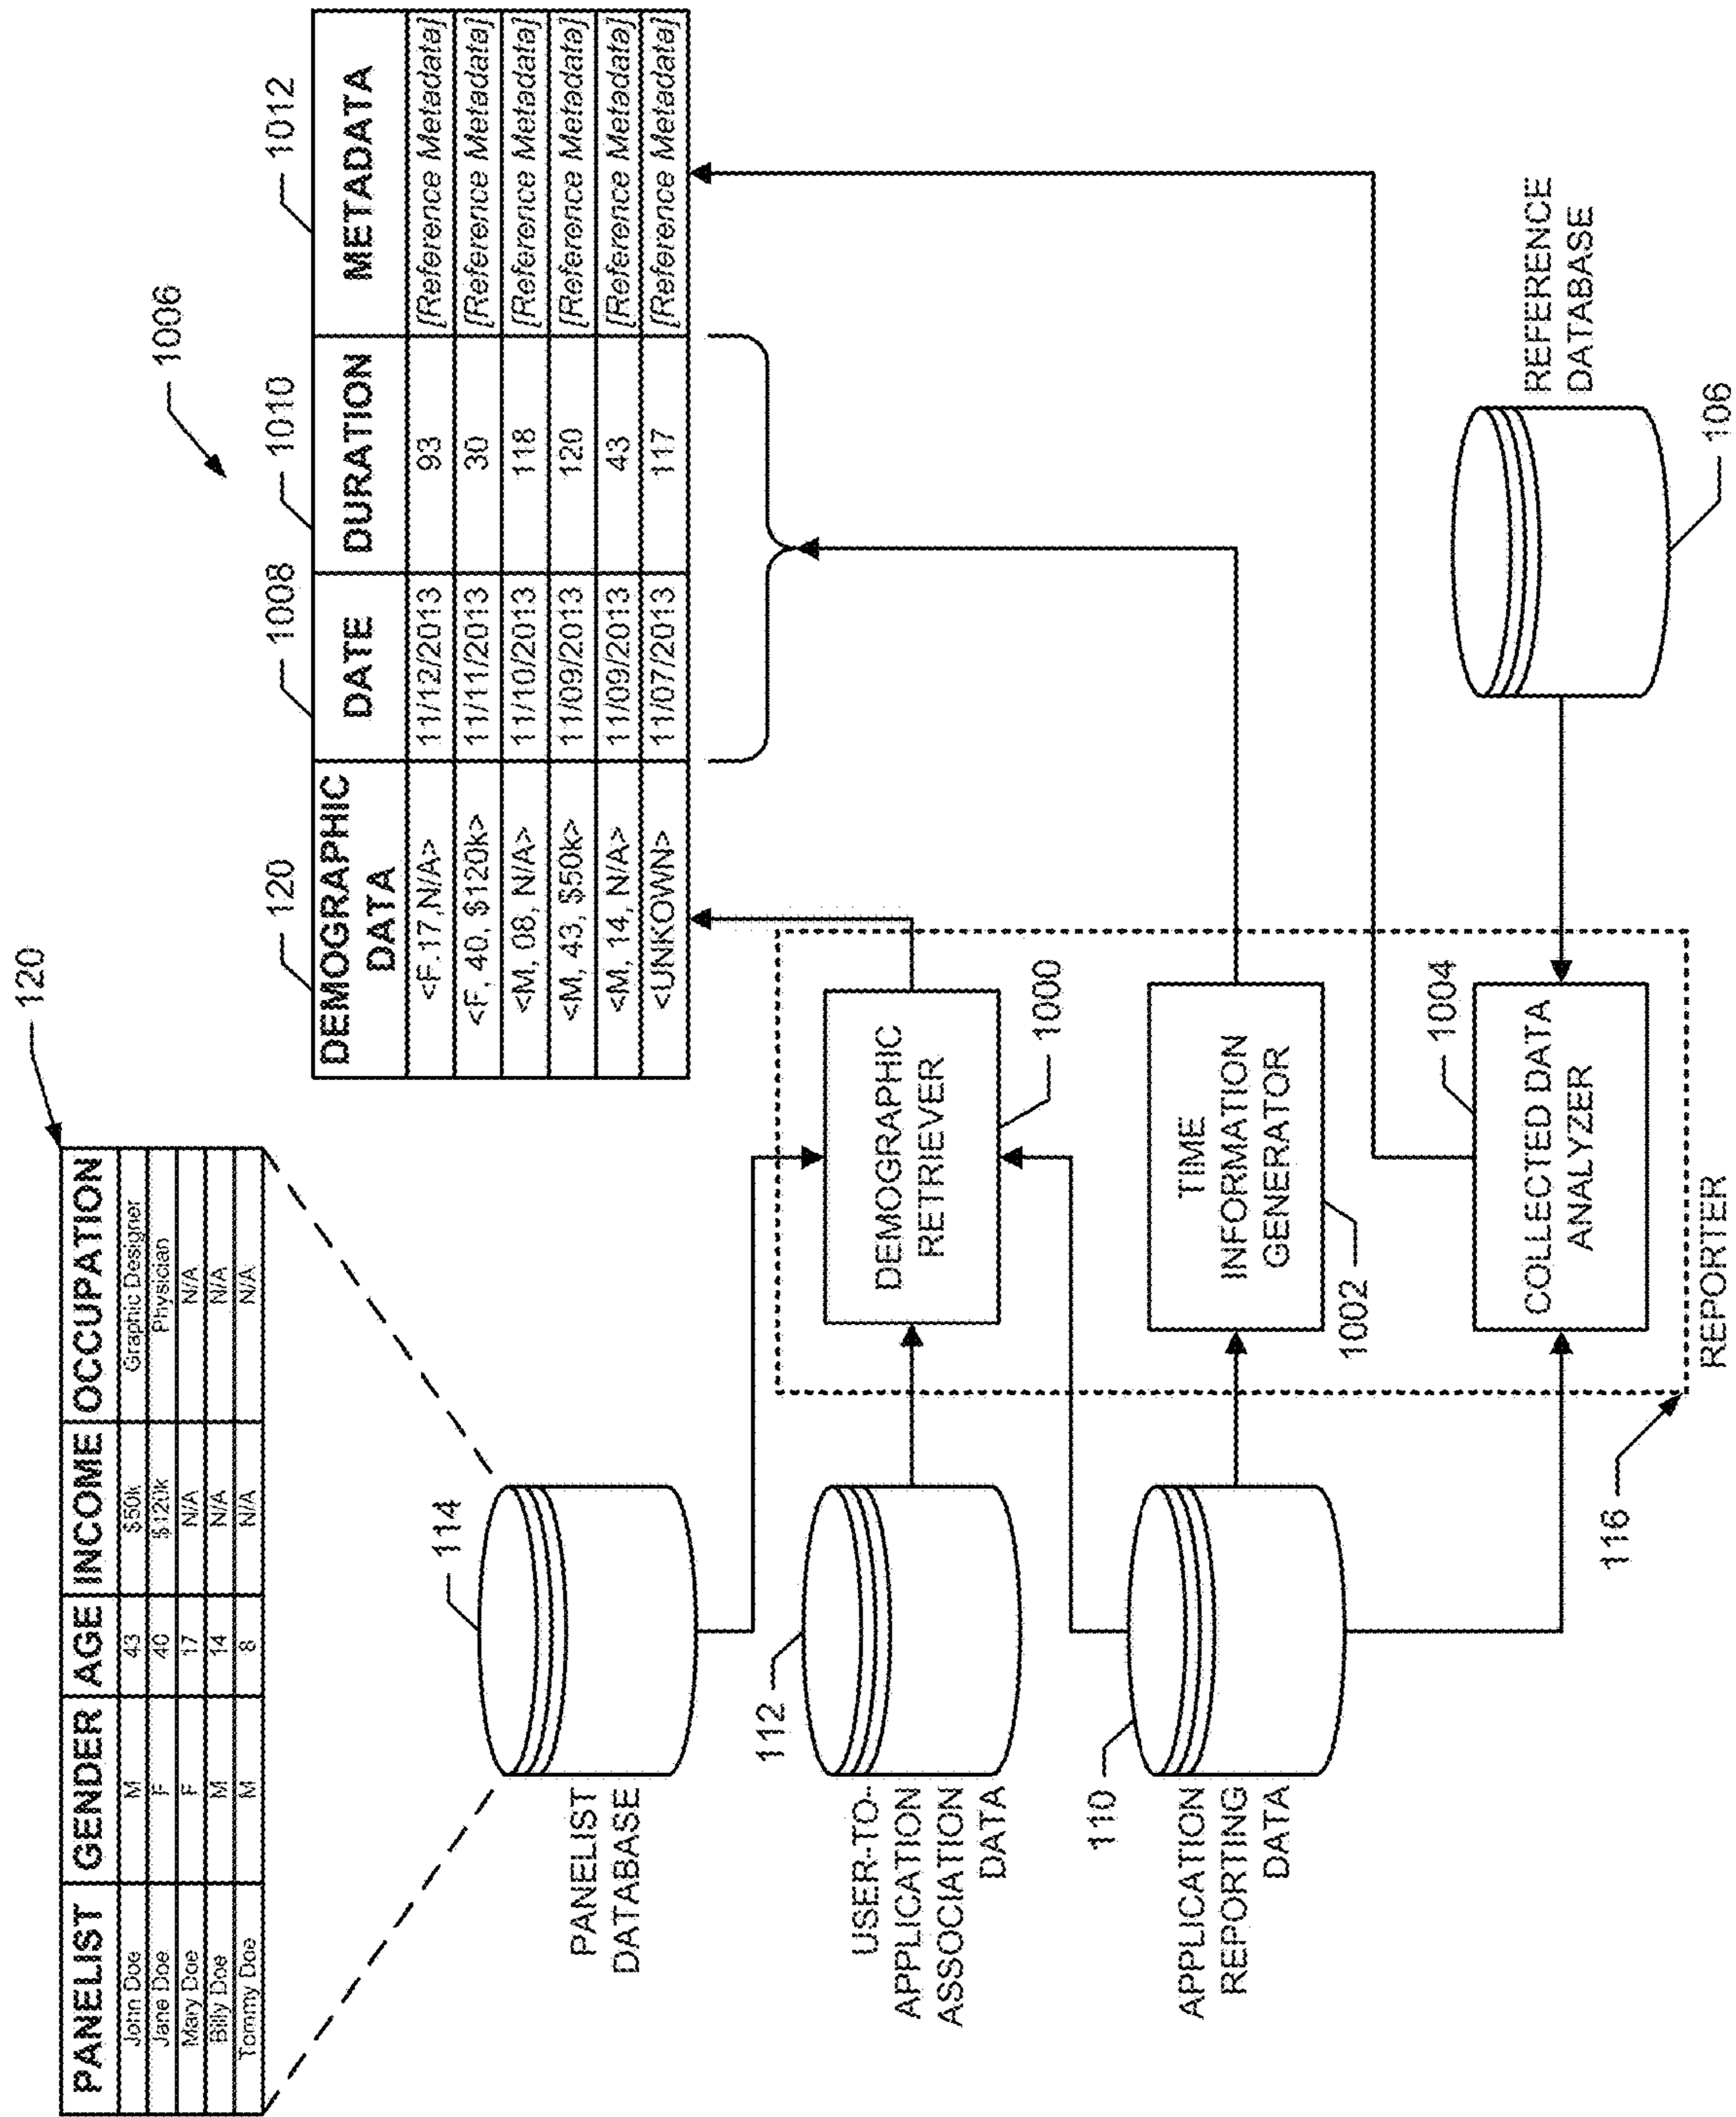 120
PANELIST GENDER AGE INCOME OCCUPATION
John Doe M 43 $50k Graphic Designer
Jane Doe F 40 $120k Physician
Mary Doe F 17 N/A N/A
Billy Doe M 14 N/A N/A
Tommy Doe M 8 N/A N/A
1006
120
1008
1010
1012
DEMOGRAPHIC
DATA
DATE DURATION METADATA
<F.17,N/A> 11/12/2013 93 [Reference Metadata]
<F, 40, $120k> 11/11/2013 30 [Reference Metadata]
<M, 08, N/A> 11/10/2013 118 [Reference Metadata]
<M, 43, $50k> 11/09/2013 120 [Reference Metadata]
<M, 14, N/A> 11/09/2013 43 [Reference Metadata]
<UNKOWN> 11/07/2013 117 [Reference Metadata]
114
PANELIST
DATABASE
112
USER-TO-
APPLICATION
ASSOCIATION
DATA
110
APPLICATION
REPORTING
DATA
DEMOGRAPHIC
RETRIEVER
1000
TIME
INFORMATION
GENERATOR
1002
1004
COLLECTED DATA
ANALYZER
116
REPORTER
REFERENCE
DATABASE
106